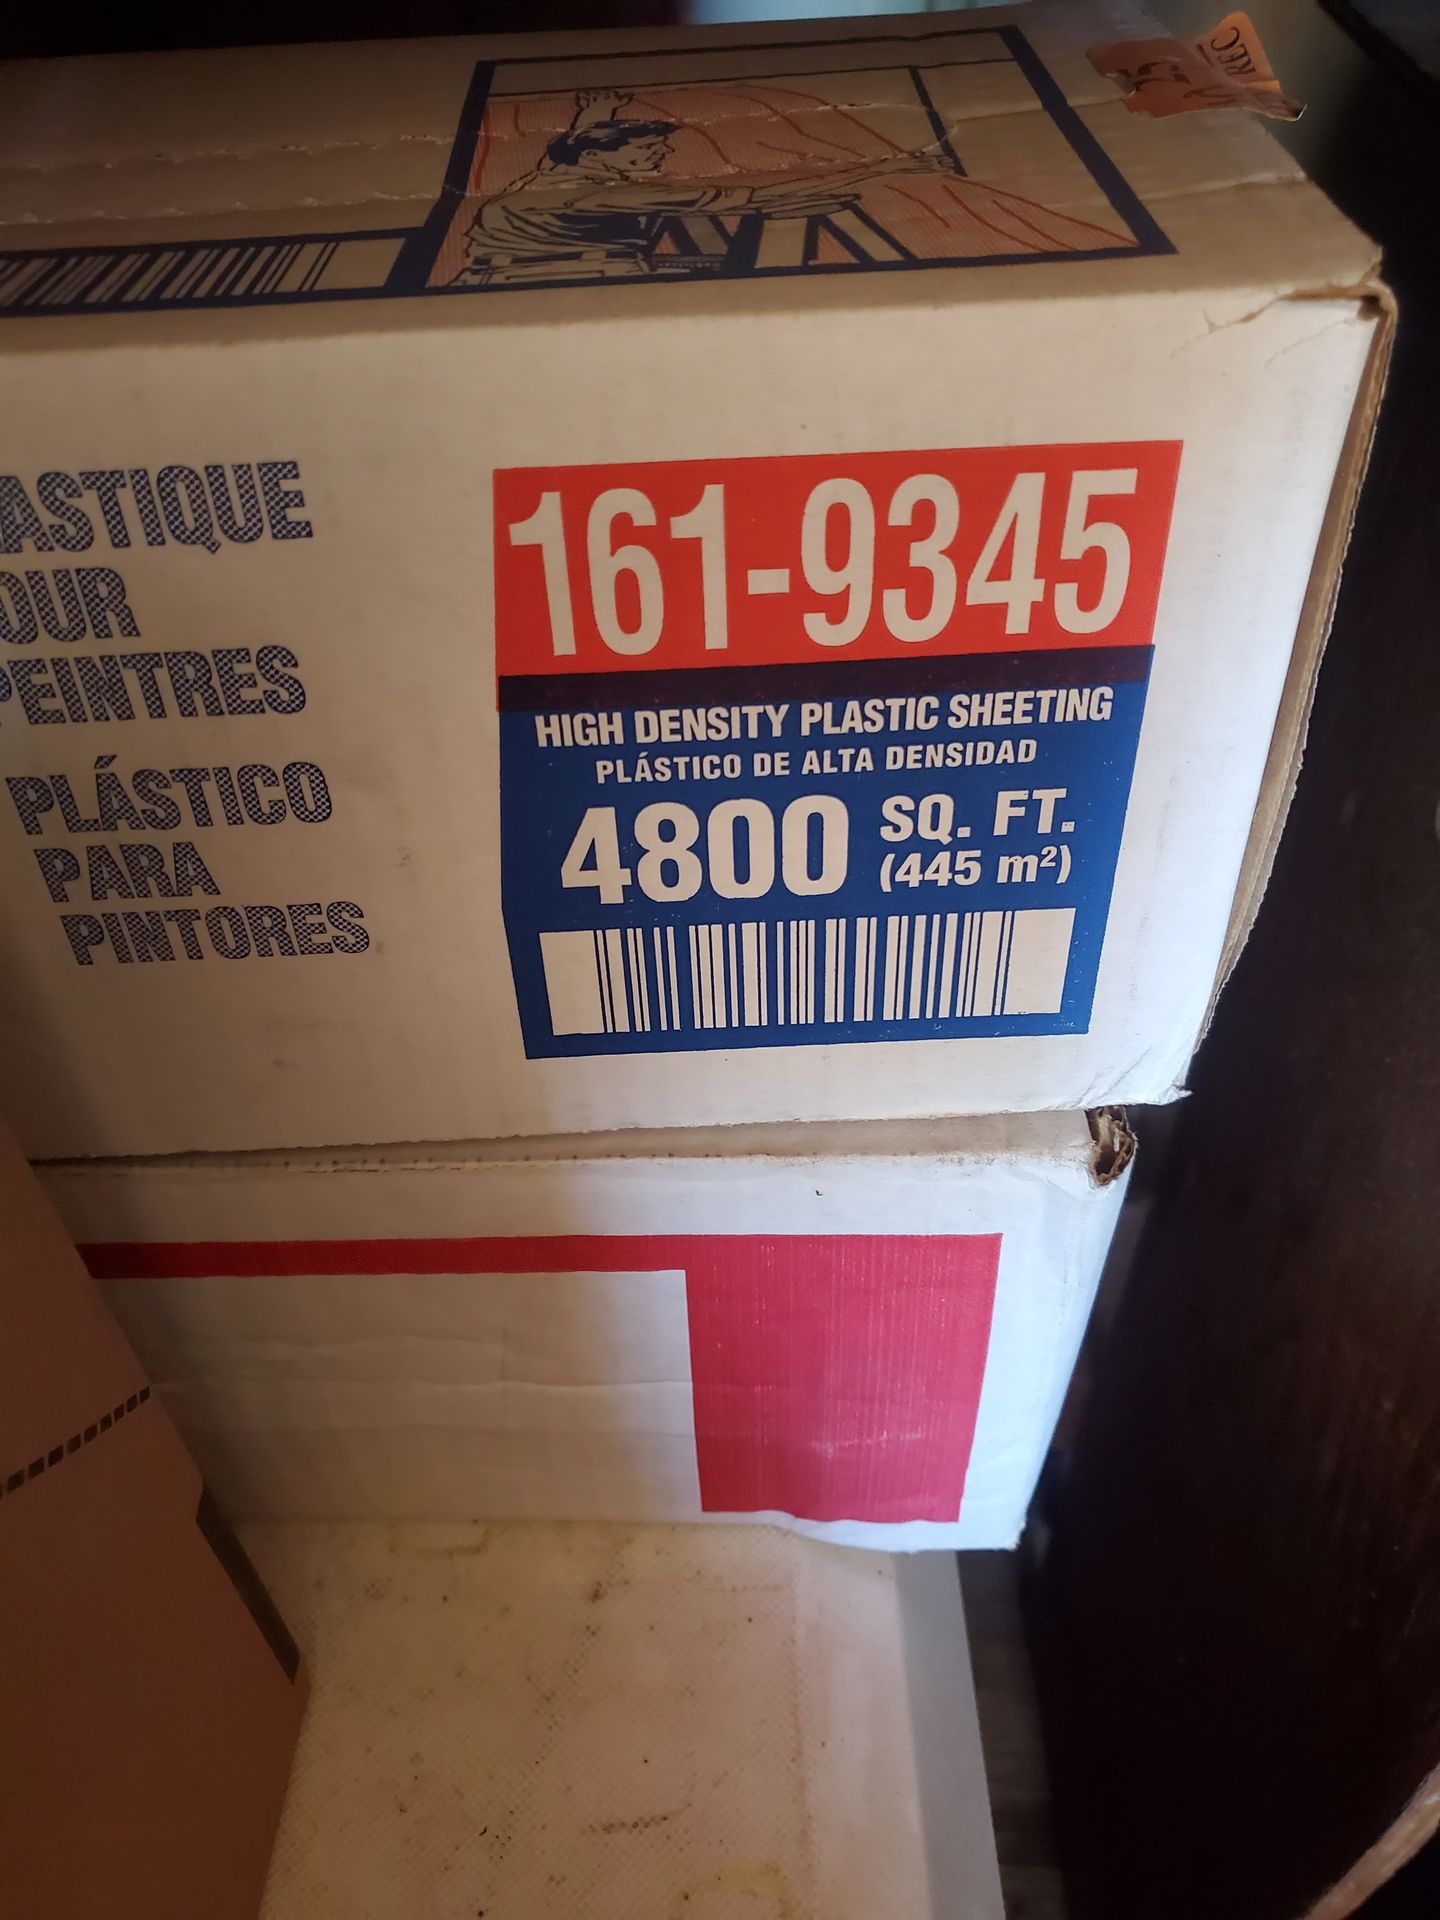 REC
ASTIQUE
OUR
PEINTRES
PLÁSTICO
PARA
PINTORES
161-9345
HIGH DENSITY PLASTIC SHEETING
PLÁSTICO DE ALTA DENSIDAD
4800 SQ. FT.
(445 m²)